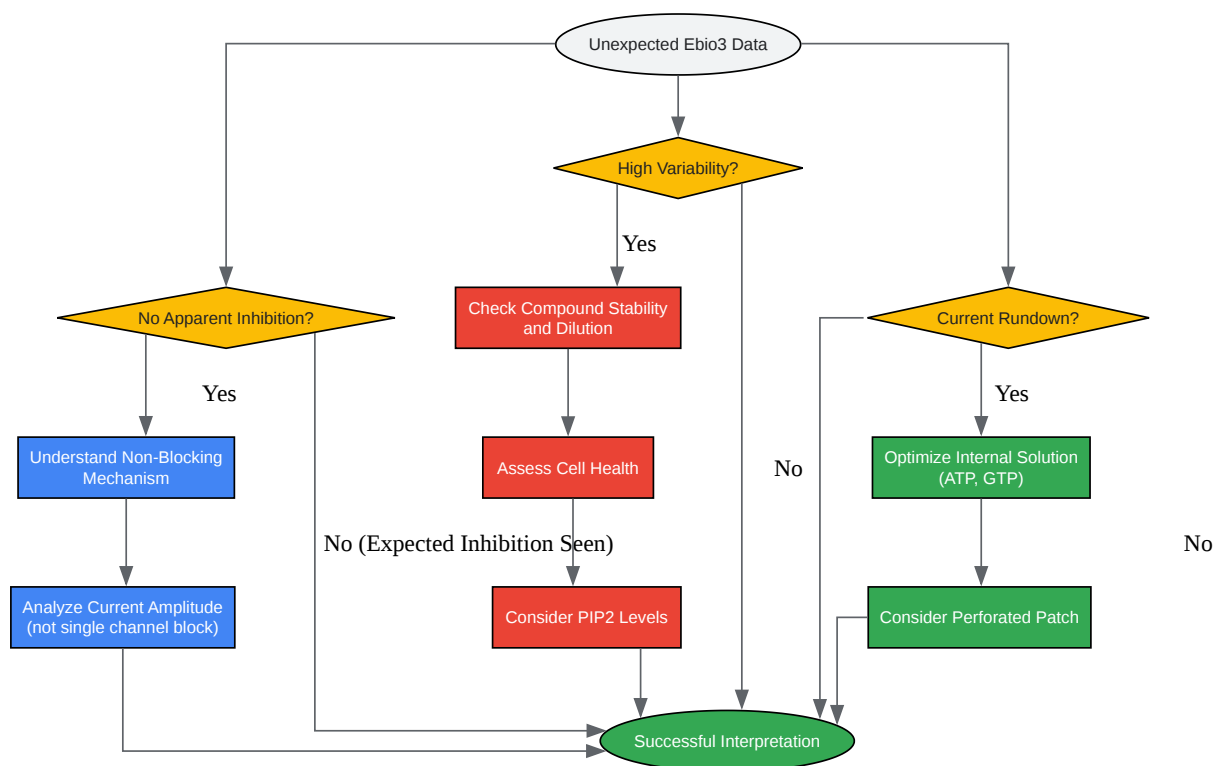 Unexpected Ebio3 Data
High Variability?
Yes
No Apparent Inhibition?
Check Compound Stability
and Dilution
Current Rundown?
Yes
Yes
Understand Non-Blocking
Mechanism
Assess Cell Health
No
Optimize Internal Solution
(ATP, GTP)
No (Expected Inhibition Seen)
No
Analyze Current Amplitude
(not single channel block)
Consider PIP2 Levels
Consider Perforated Patch
Successful Interpretation